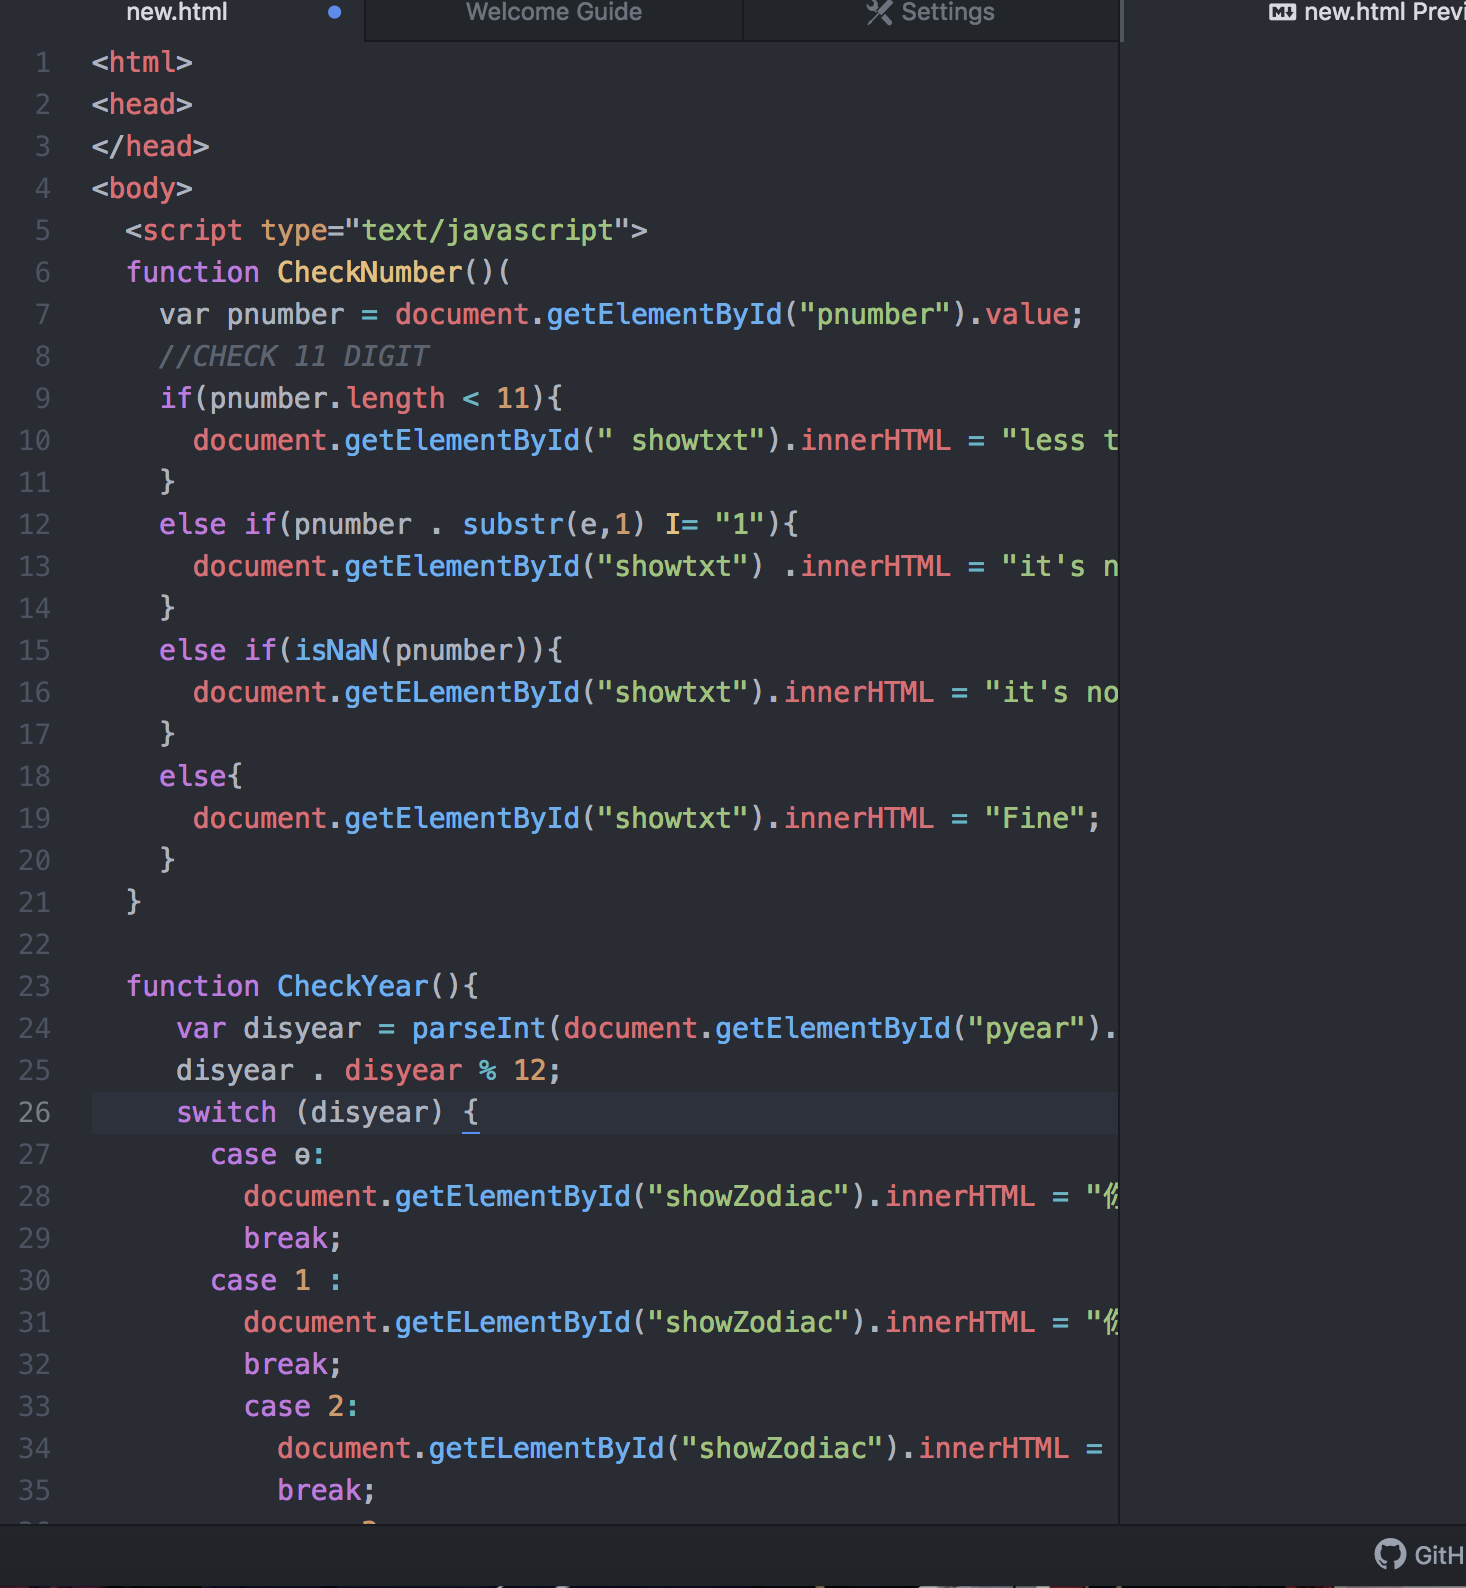 new.html Welcome Guide Settings new.html Previ
1 <html>
2 <head>
3 </head>
4 <body>
5 <script type="text/javascript">
6 function CheckNumber()(
7 var pnumber = document.getElementById("pnumber").value;
8 //CHECK 11 DIGIT
9 if(pnumber.length < 11){
10 document.getElementById(" showtxt").innerHTML = "less t
11 }
12 else if(pnumber . substr(e,1) I= "1"){
13 document.getElementById("showtxt") .innerHTML = "it's n
14 }
15 else if(isNaN(pnumber)){
16 document.getELementById("showtxt").innerHTML = "it's no
17 }
18 else{
19 document.getElementById("showtxt").innerHTML = "Fine";
20 }
21 }
22
23 function CheckYear(){
24 var disyear = parseInt(document.getElementById("pyear").
25 disyear . disyear % 12;
26 switch (disyear) {
27 case ɵ:
28 document.getElementById("showZodiac").innerHTML = "你
29 break;
30 case 1 :
31 document.getELementById("showZodiac").innerHTML = "你
32 break;
33 case 2:
34 document.getELementById("showZodiac").innerHTML =
35 break;
GitH